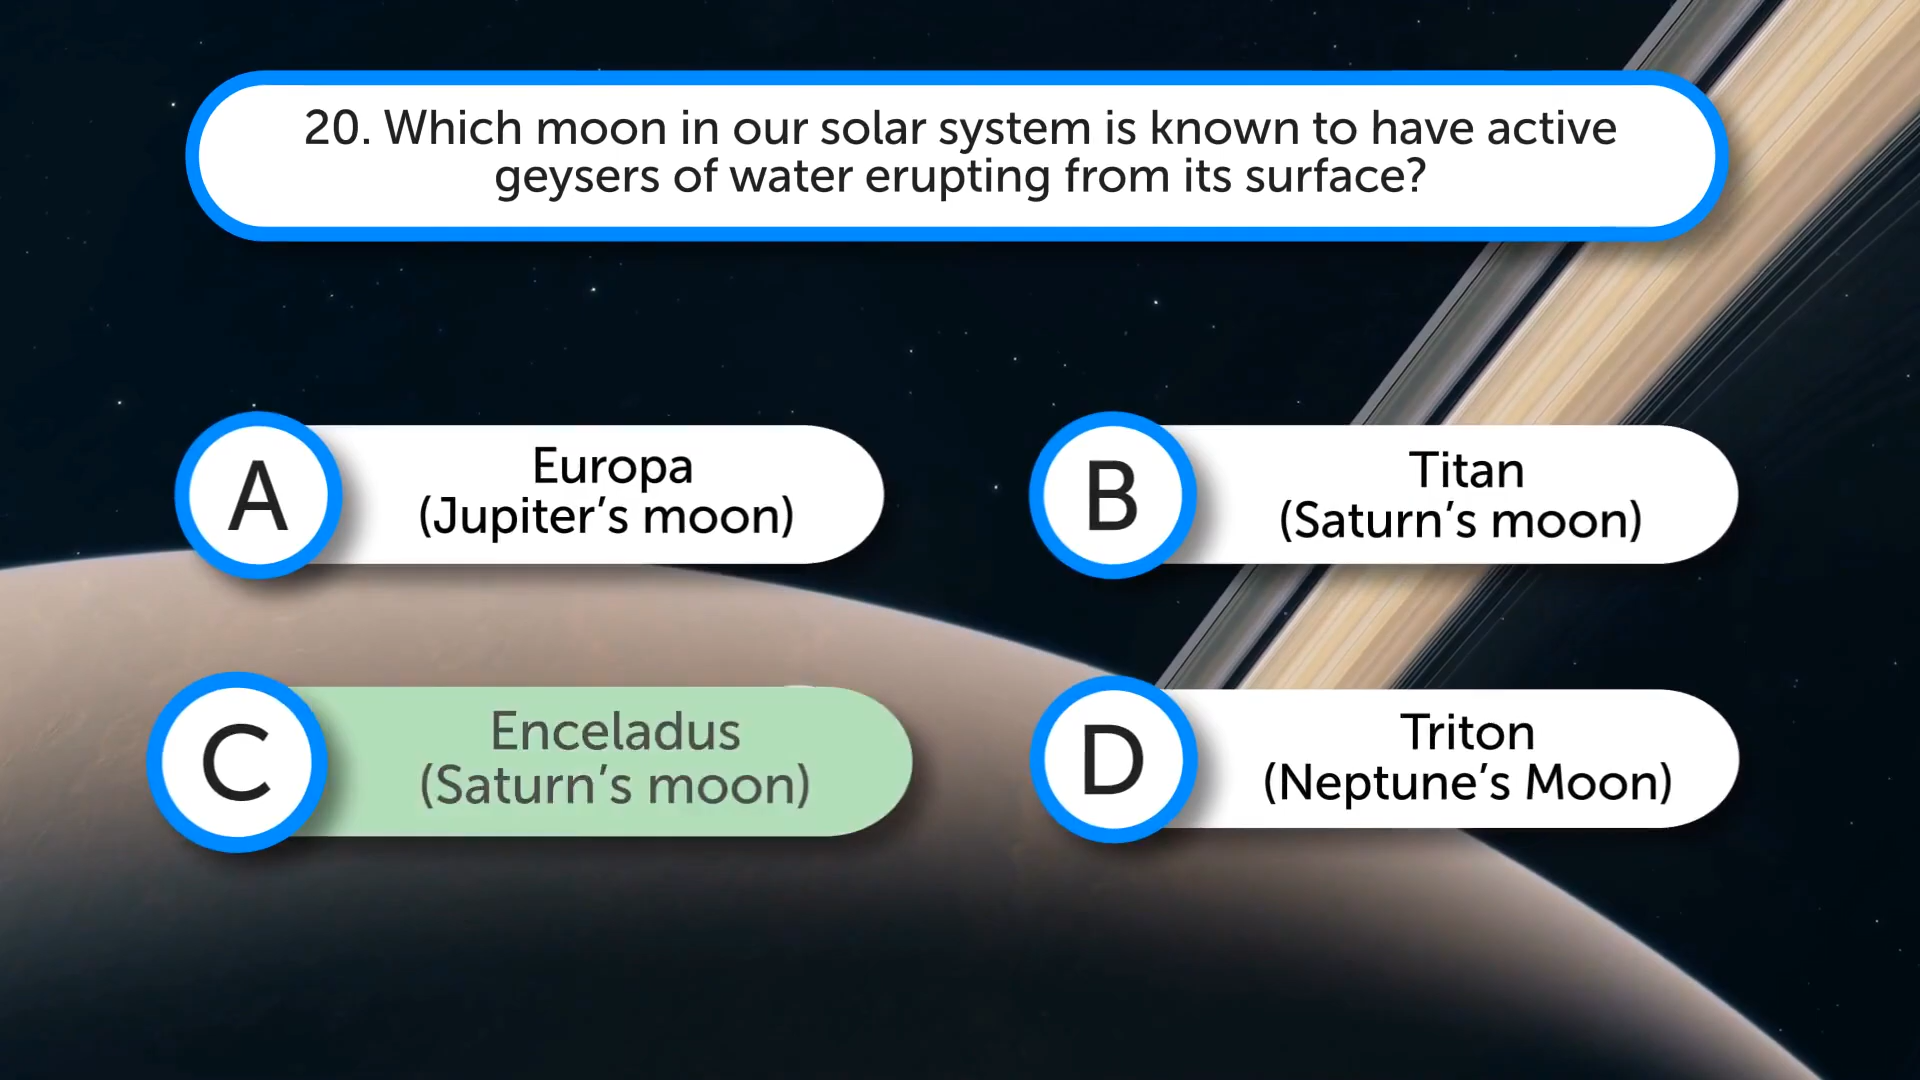 20. Which moon in our solar system is known to have active
geysers of water erupting from its surface?
A
Europa
(Jupiter’s moon)
B
Titan
(Saturn’s moon)
C
Enceladus
(Saturn’s moon)
D
Triton
(Neptune’s Moon)